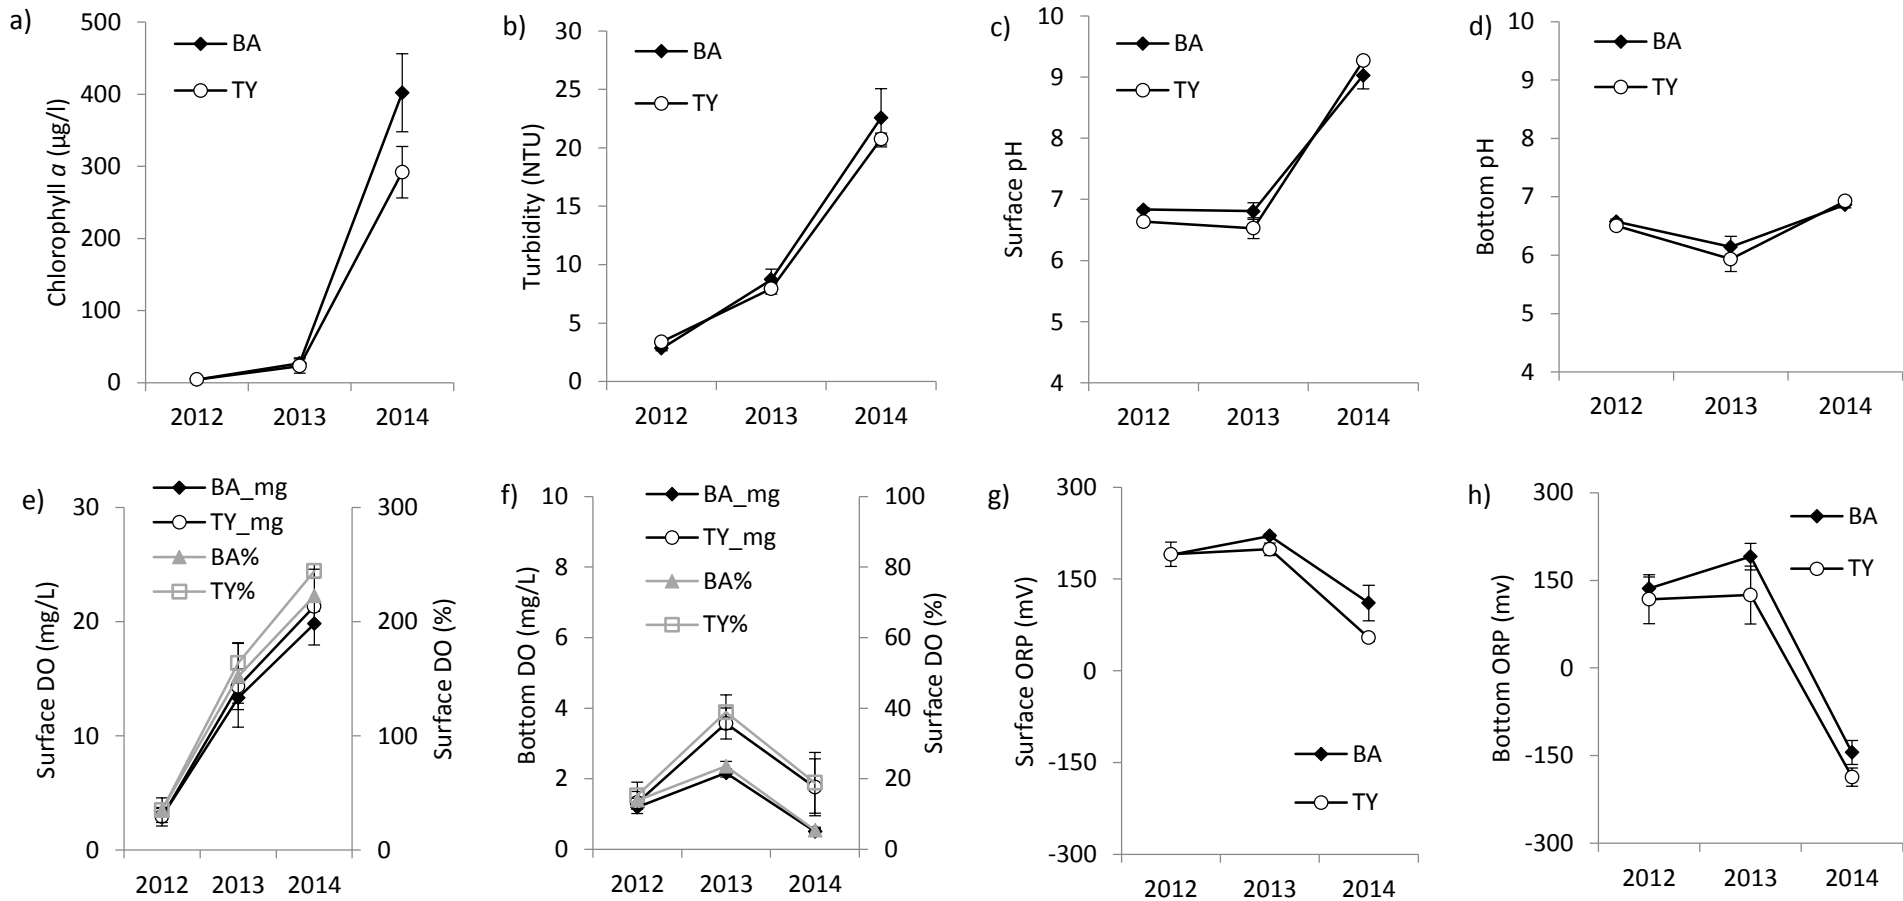 a)
Chlorophyll a (µg/l)
500
400
300
200
100
0
BA
TY
2012 2013 2014
b)
Turbidity (NTU)
30
25
20
15
10
5
0
BA
TY
2012 2013 2014
c)
Surface pH
10
9
8
7
6
5
4
BA
TY
2012 2013 2014
d)
Bottom pH
10
9
8
7
6
5
4
BA
TY
2012 2013 2014
e)
Surface DO (mg/L)
30
20
10
0
BA_mg
TY_mg
BA%
TY%
300
200
100
0
Surface DO (%)
2012 2013 2014
f)
Bottom DO (mg/L)
10
8
6
4
2
0
BA_mg
TY_mg
BA%
TY%
100
80
60
40
20
0
Surface DO (%)
2012 2013 2014
g)
Surface ORP (mV)
300
150
0
-150
-300
BA
TY
2012 2013 2014
h)
Bottom ORP (mv)
300
150
0
-150
-300
BA
TY
2012 2013 2014